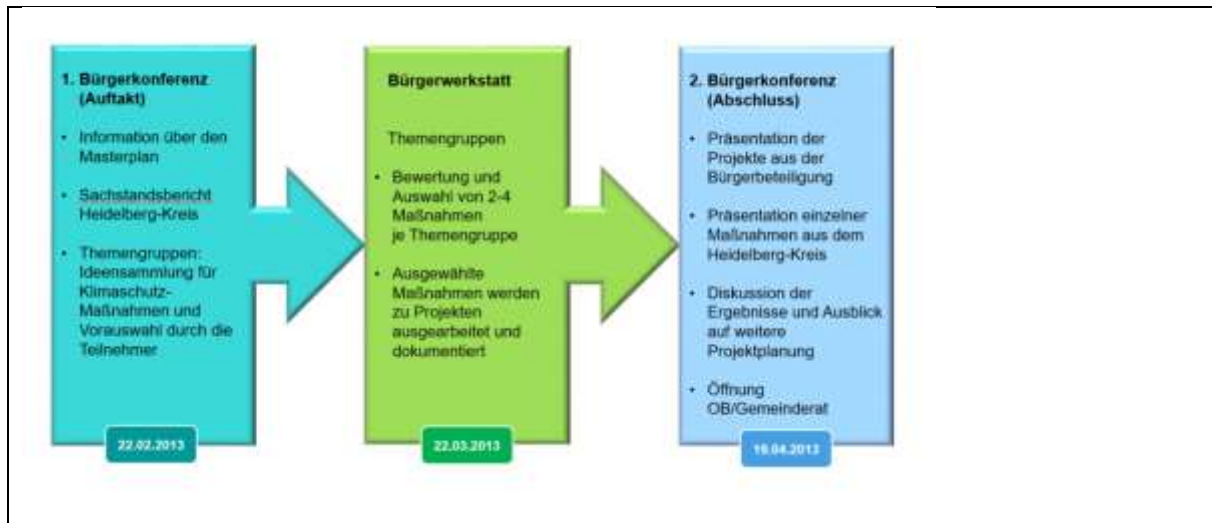 1. Bürgerkonferenz
(Auftakt)
• Information über den
Masterplan
• Sachstandsbericht
Heidelberg-Kreis
• Themengruppen:
Ideensammlung für
Klimaschutz-
Maßnahmen und
Vorauswahl durch die
Teilnehmer
22.02.2013
Bürgerwerkstatt
Themengruppen
• Bewertung und
Auswahl von 2-4
Maßnahmen
je Themengruppe
• Ausgewählte
Maßnahmen werden
zu Projekten
ausgearbeitet und
dokumentiert
22.03.2013
2. Bürgerkonferenz
(Abschluss)
• Präsentation der
Projekte aus der
Bürgerbeteiligung
• Präsentation einzelner
Maßnahmen aus dem
Heidelberg-Kreis
• Diskussion der
Ergebnisse und Ausblick
auf weitere
Projektplanung
• Öffnung
OB/Gemeinderat